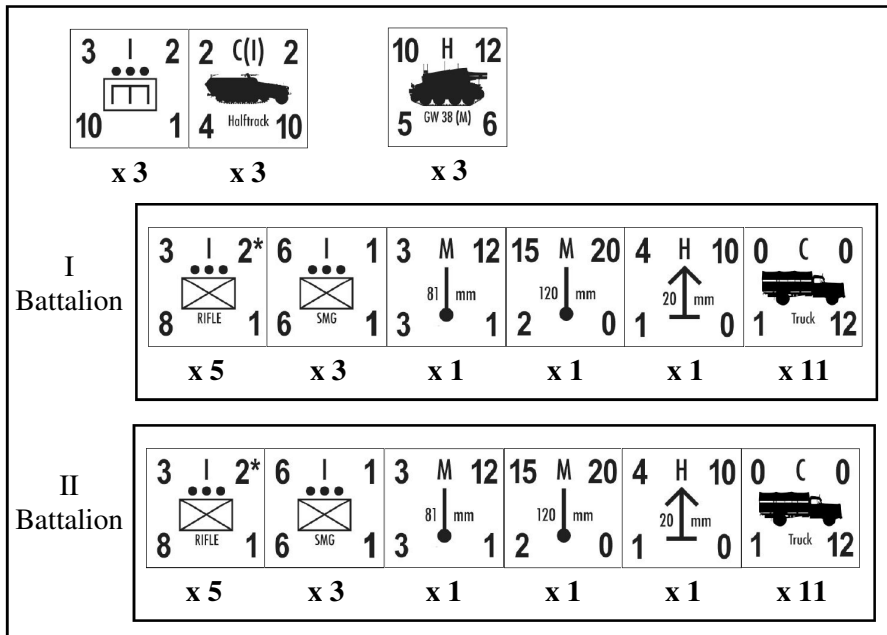 3 I 2 2 C(I) 2 10 H 12
10 1 4 Halftrack 10 5 GW 38 (M) 6
x 3 x 3 x 3
I
Battalion
3 I 2* 6 I 1 3 M 12 15 M 20 4 H 10 0 C 0
81 mm 120 mm 20 mm
8 RIFLE 1 6 SMG 1 3 1 2 0 1 0 1 Truck 12
x 5 x 3 x 1 x 1 x 1 x 11
II
Battalion
3 I 2* 6 I 1 3 M 12 15 M 20 4 H 10 0 C 0
81 mm 120 mm 20 mm
8 RIFLE 1 6 SMG 1 3 1 2 0 1 0 1 Truck 12
x 5 x 3 x 1 x 1 x 1 x 11